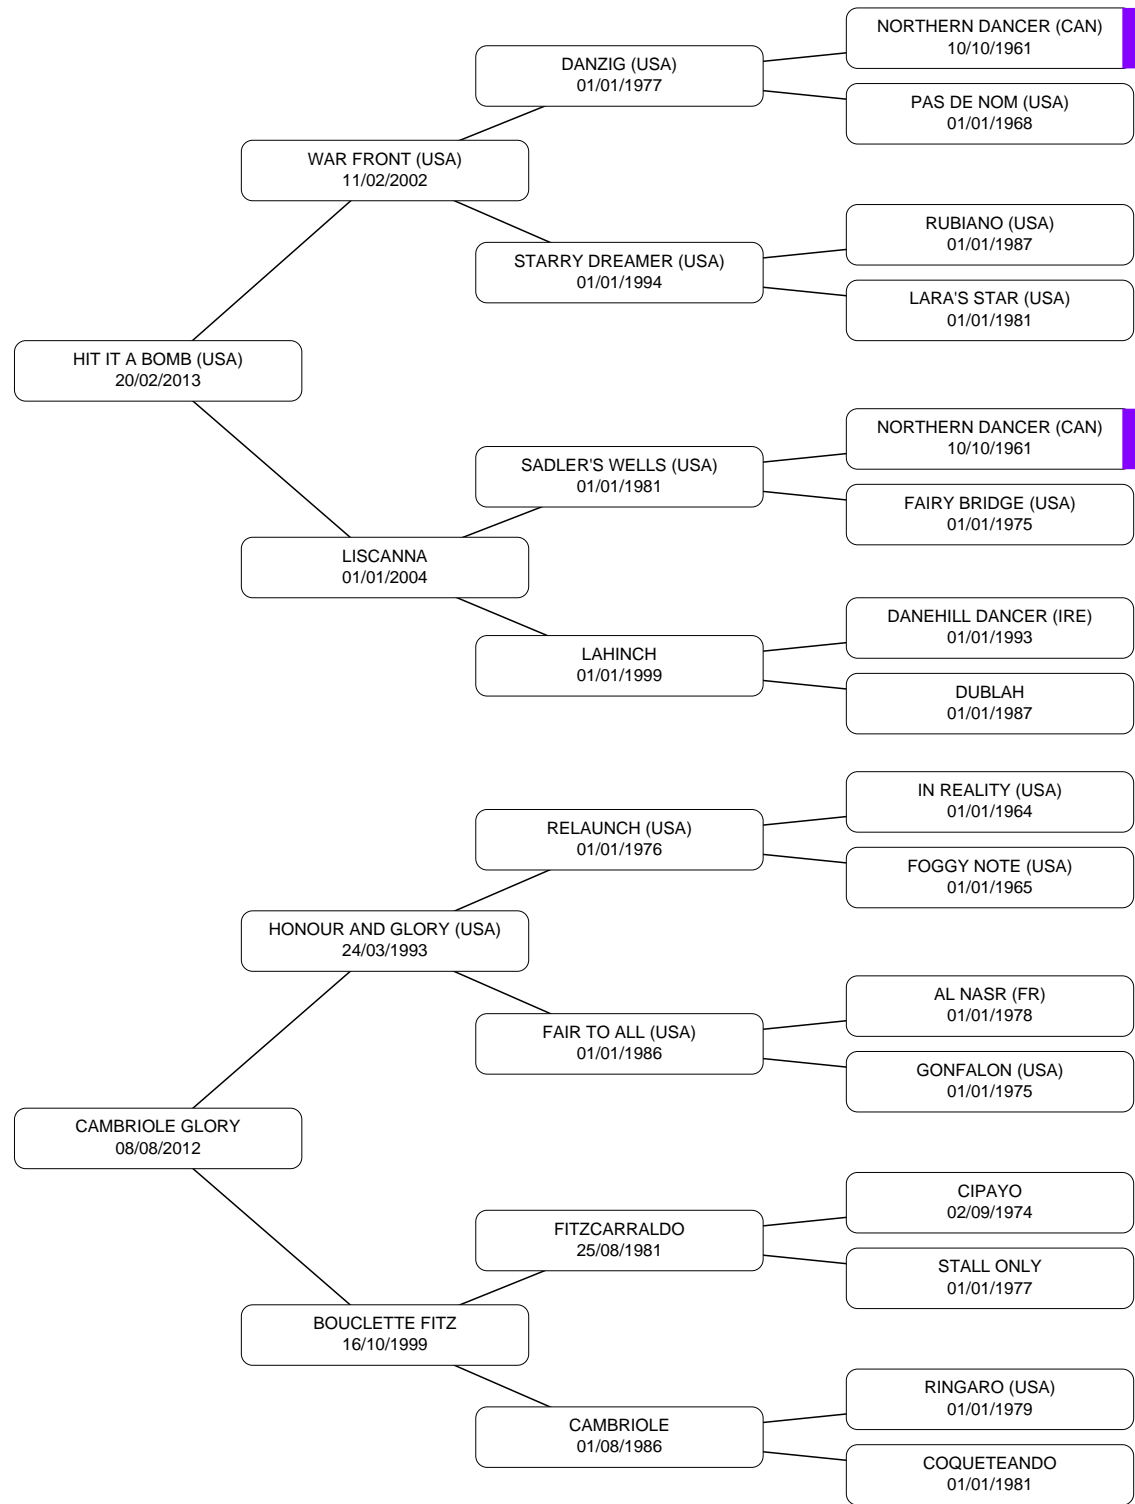 NORTHERN DANCER (CAN)
10/10/1961
DANZIG (USA)
01/01/1977
PAS DE NOM (USA)
01/01/1968
WAR FRONT (USA)
11/02/2002
RUBIANO (USA)
01/01/1987
STARRY DREAMER (USA)
01/01/1994
LARA'S STAR (USA)
01/01/1981
HIT IT A BOMB (USA)
20/02/2013
NORTHERN DANCER (CAN)
10/10/1961
SADLER'S WELLS (USA)
01/01/1981
FAIRY BRIDGE (USA)
01/01/1975
LISCANNA
01/01/2004
DANEHILL DANCER (IRE)
01/01/1993
LAHINCH
01/01/1999
DUBLAH
01/01/1987
IN REALITY (USA)
01/01/1964
RELAUNCH (USA)
01/01/1976
FOGGY NOTE (USA)
01/01/1965
HONOUR AND GLORY (USA)
24/03/1993
AL NASR (FR)
01/01/1978
FAIR TO ALL (USA)
01/01/1986
GONFALON (USA)
01/01/1975
CAMBRIOLE GLORY
08/08/2012
CIPAYO
02/09/1974
FITZCARRALDO
25/08/1981
STALL ONLY
01/01/1977
BOUCLETTE FITZ
16/10/1999
RINGARO (USA)
01/01/1979
CAMBRIOLE
01/08/1986
COQUETEANDO
01/01/1981